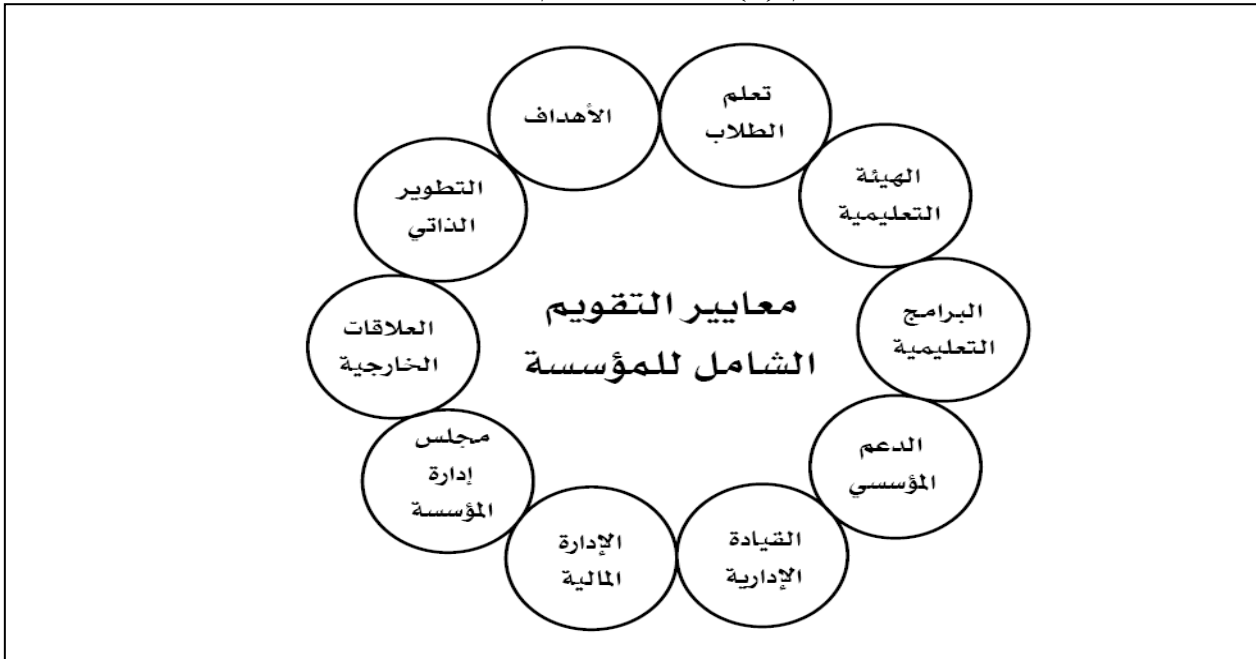 معايير التقويم
الشامل للمؤسسة
الأهداف
تعلم
الطلاب
الهيئة
التعليمية
البرامج
التعليمية
الدعم
المؤسسي
القيادة
الإدارية
الإدارة
المالية
مجلس
إدارة
المؤسسة
العلاقات
الخارجية
التطوير
الذاتي